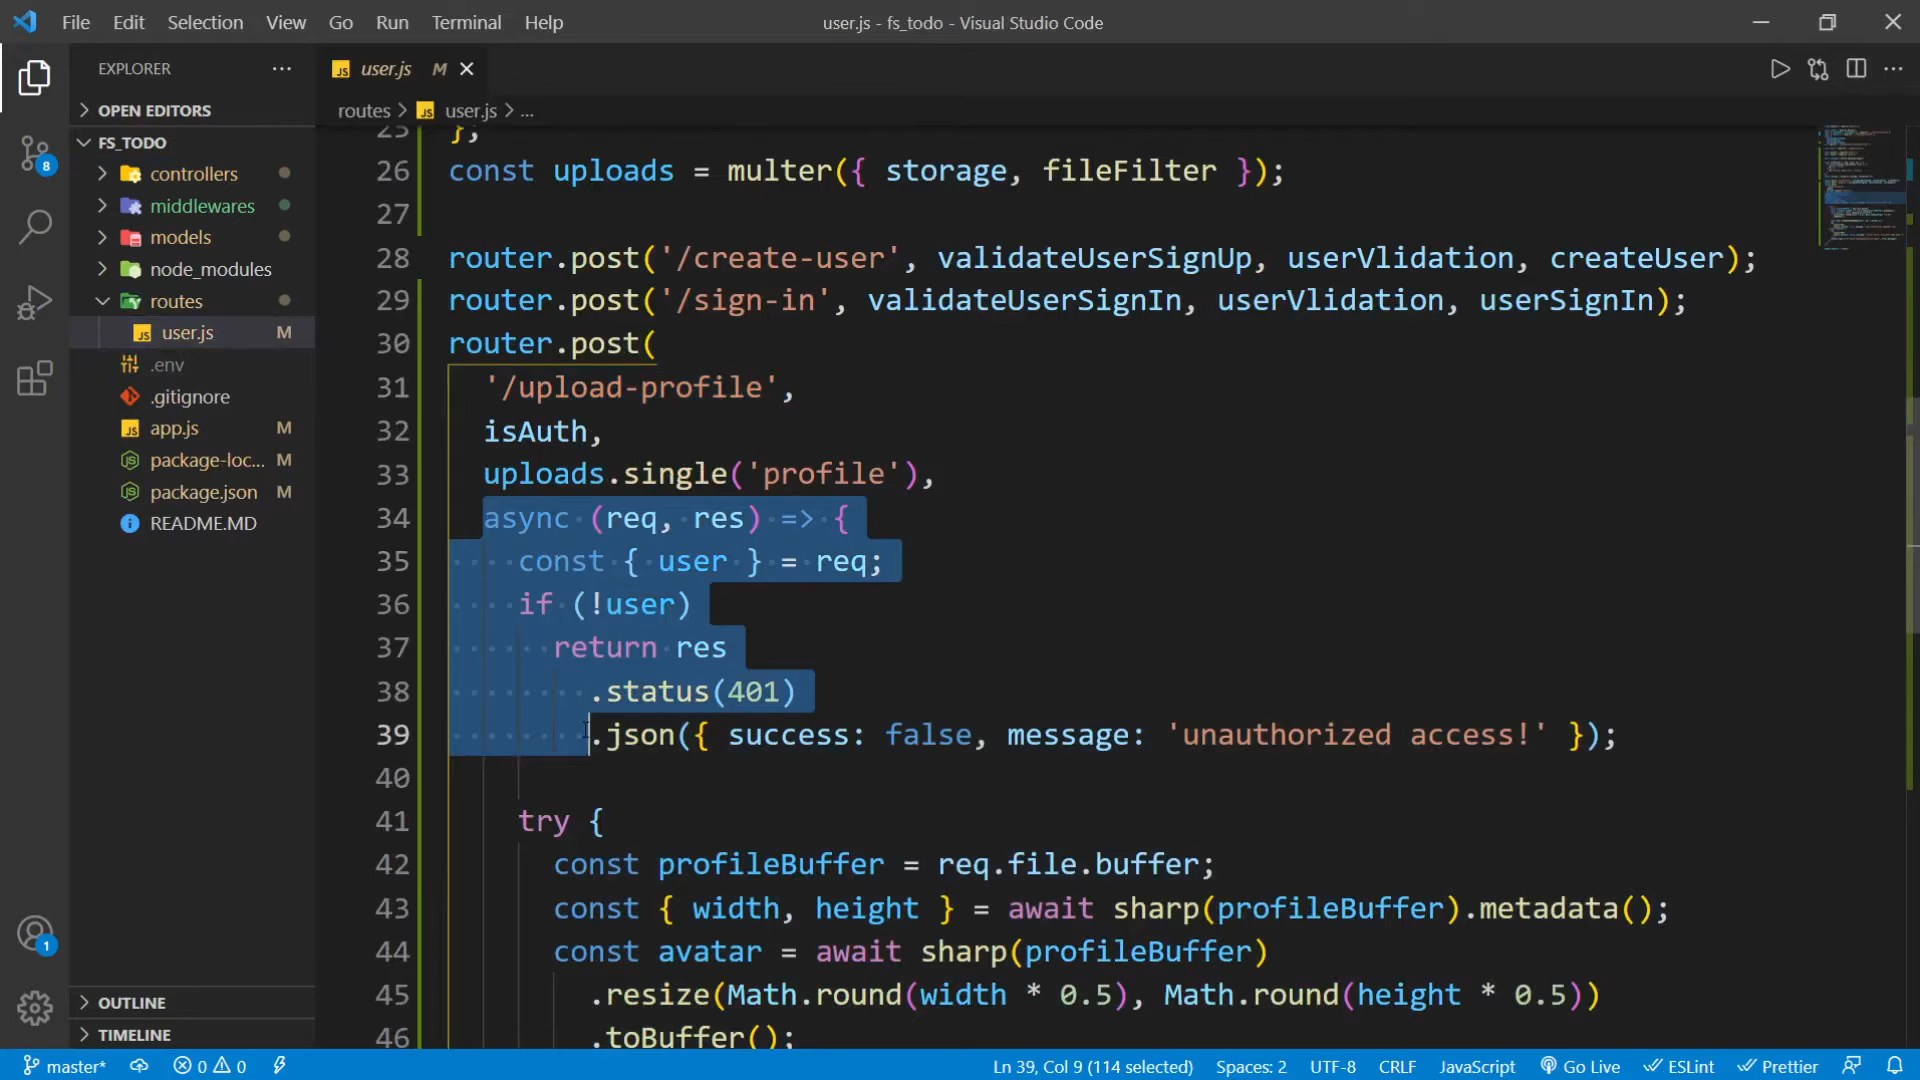 File Edit Selection View Go Run Terminal Help
user.js - fs_todo - Visual Studio Code
EXPLORER
OPEN EDITORS
FS_TODO
controllers
middlewares
models
node_modules
routes
user.js M
.env
.gitignore
app.js M
package-loc... M
package.json M
README.MD
OUTLINE
TIMELINE
8
1
user.js M
routes > user.js > ...
25 };
26 const uploads = multer({ storage, fileFilter });
27
28 router.post('/create-user', validateUserSignUp, userVlidation, createUser);
29 router.post('/sign-in', validateUserSignIn, userVlidation, userSignIn);
30 router.post(
31 '/upload-profile',
32 isAuth,
33 uploads.single('profile'),
34 async (req, res) => {
35 const { user } = req;
36 if (!user)
37 return res
38 .status(401)
39 .json({ success: false, message: 'unauthorized access!' });
40
41 try {
42 const profileBuffer = req.file.buffer;
43 const { width, height } = await sharp(profileBuffer).metadata();
44 const avatar = await sharp(profileBuffer)
45 .resize(Math.round(width * 0.5), Math.round(height * 0.5))
46 .toBuffer();
master* 0 0 Ln 39, Col 9 (114 selected) Spaces: 2 UTF-8 CRLF JavaScript Go Live ESLint Prettier